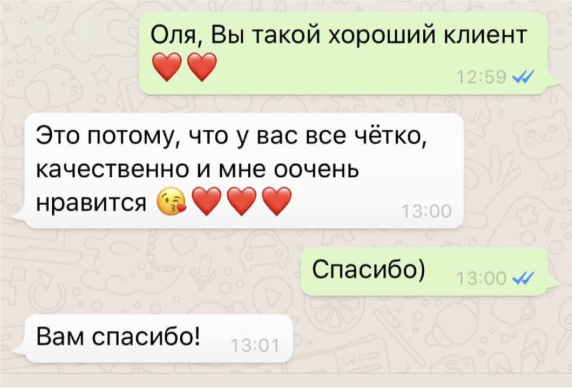 Оля, Вы такой хороший клиент
❤️❤️
12:59
Это потому, что у вас все чётко,
качественно и мне оочень
нравится 😘❤️❤️❤️
13:00
Спасибо)
13:00
Вам спасибо!
13:01